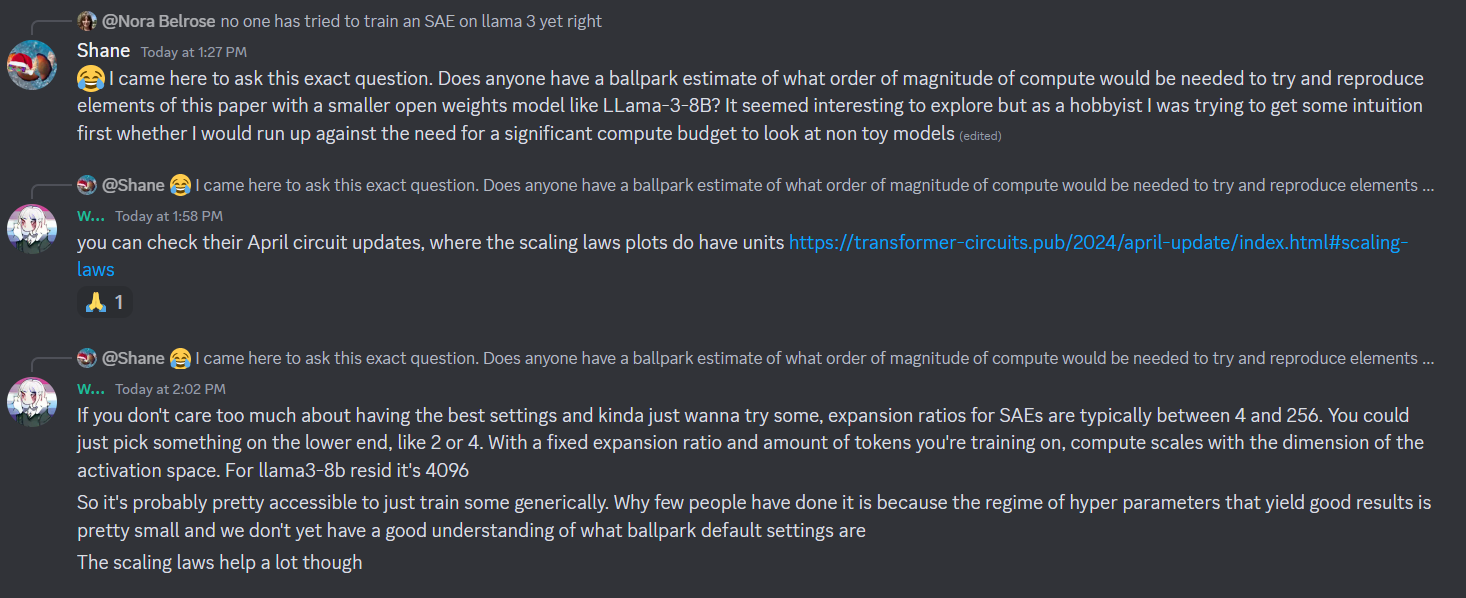 @Nora Belrose no one has tried to train an SAE on llama 3 yet right
Shane Today at 1:27 PM
😂 I came here to ask this exact question. Does anyone have a ballpark estimate of what order of magnitude of compute would be needed to try and reproduce
elements of this paper with a smaller open weights model like LLama-3-8B? It seemed interesting to explore but as a hobbyist I was trying to get some intuition
first whether I would run up against the need for a significant compute budget to look at non toy models (edited)
@Shane 😂 I came here to ask this exact question. Does anyone have a ballpark estimate of what order of magnitude of compute would be needed to try and reproduce elements ...
W... Today at 1:58 PM
you can check their April circuit updates, where the scaling laws plots do have units https://transformer-circuits.pub/2024/april-update/index.html#scaling-
laws
🙏 1
@Shane 😂 I came here to ask this exact question. Does anyone have a ballpark estimate of what order of magnitude of compute would be needed to try and reproduce elements ...
W... Today at 2:02 PM
If you don't care too much about having the best settings and kinda just wanna try some, expansion ratios for SAEs are typically between 4 and 256. You could
just pick something on the lower end, like 2 or 4. With a fixed expansion ratio and amount of tokens you're training on, compute scales with the dimension of the
activation space. For llama3-8b resid it's 4096
So it's probably pretty accessible to just train some generically. Why few people have done it is because the regime of hyper parameters that yield good results is
pretty small and we don't yet have a good understanding of what ballpark default settings are
The scaling laws help a lot though